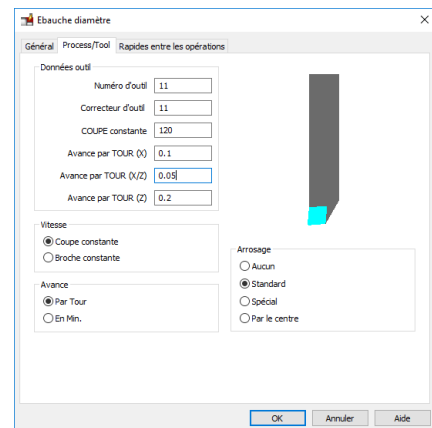 Ebauche diamètre
Général Process/Tool Rapides entre les opérations
Données outil
Numéro d'outil 11
Correcteur d'outil 11
COUPE constante 120
Avance par TOUR (X) 0.1
Avance par TOUR (X/Z) 0.05
Avance par TOUR (Z) 0.2
Vitesse
Coupe constante
Broche constante
Avance
Par Tour
En Min.
Arrosage
Aucun
Standard
Spécial
Par le centre
OK Annuler Aide